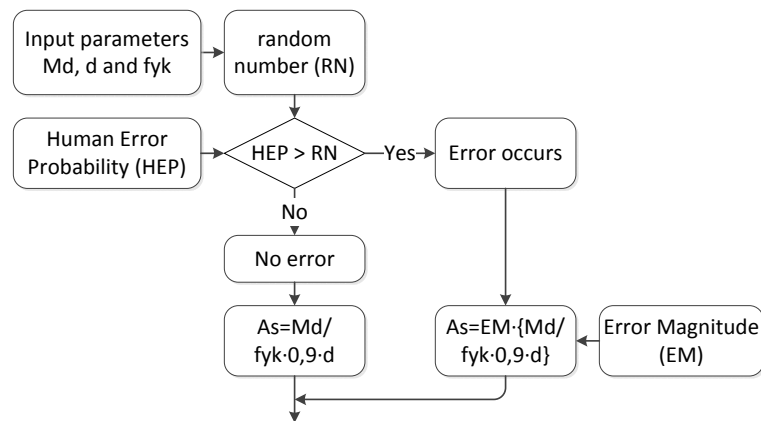 Input parameters
Md, d and fyk
random
number (RN)
Human Error
Probability (HEP)
HEP > RN
Yes
Error occurs
No
No error
As=Md/
fyk·0,9·d
As=EM·{Md/
fyk·0,9·d}
Error Magnitude
(EM)